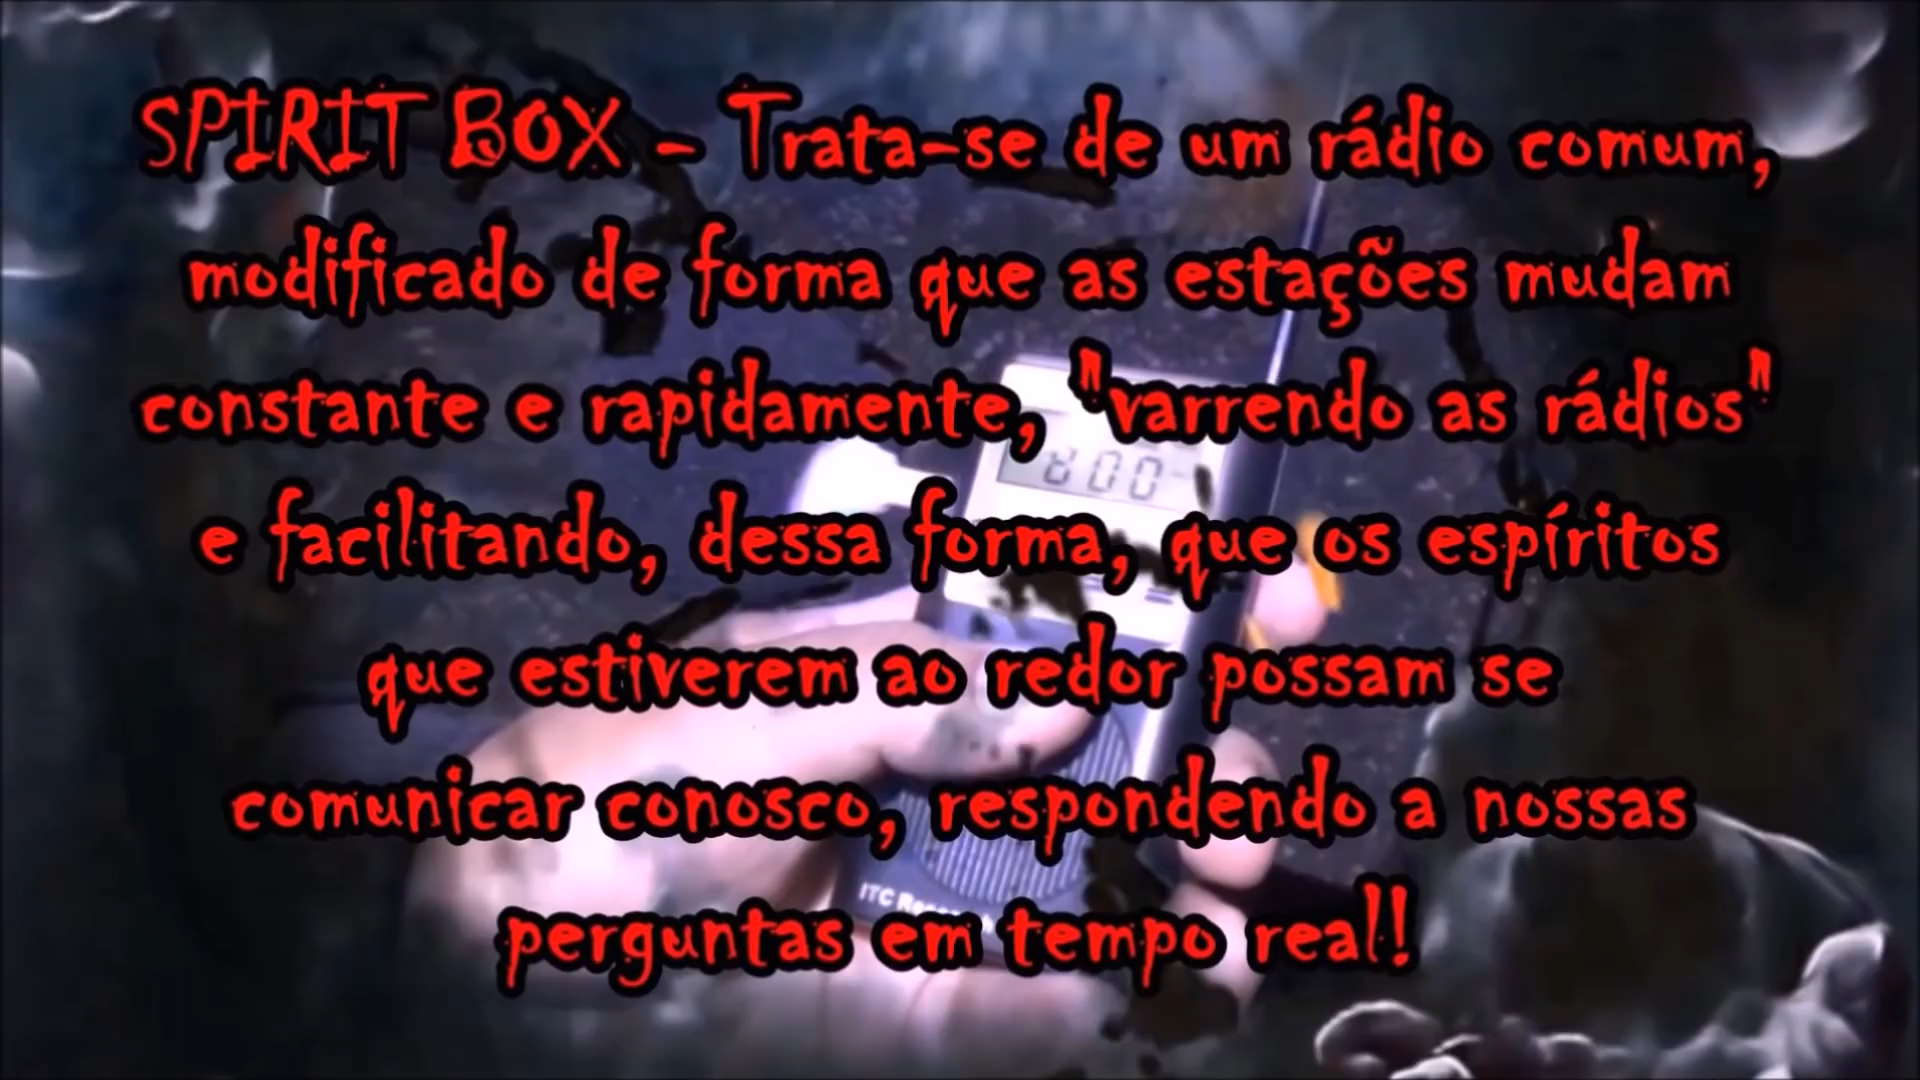 SPIRIT BOX - Trata-se de um rádio comum,
modificado de forma que as estações mudam
constante e rapidamente, "varrendo as rádios"
e facilitando, dessa forma, que os espíritos
que estiverem ao redor possam se
comunicar conosco, respondendo a nossas
perguntas em tempo real!
800
ITC